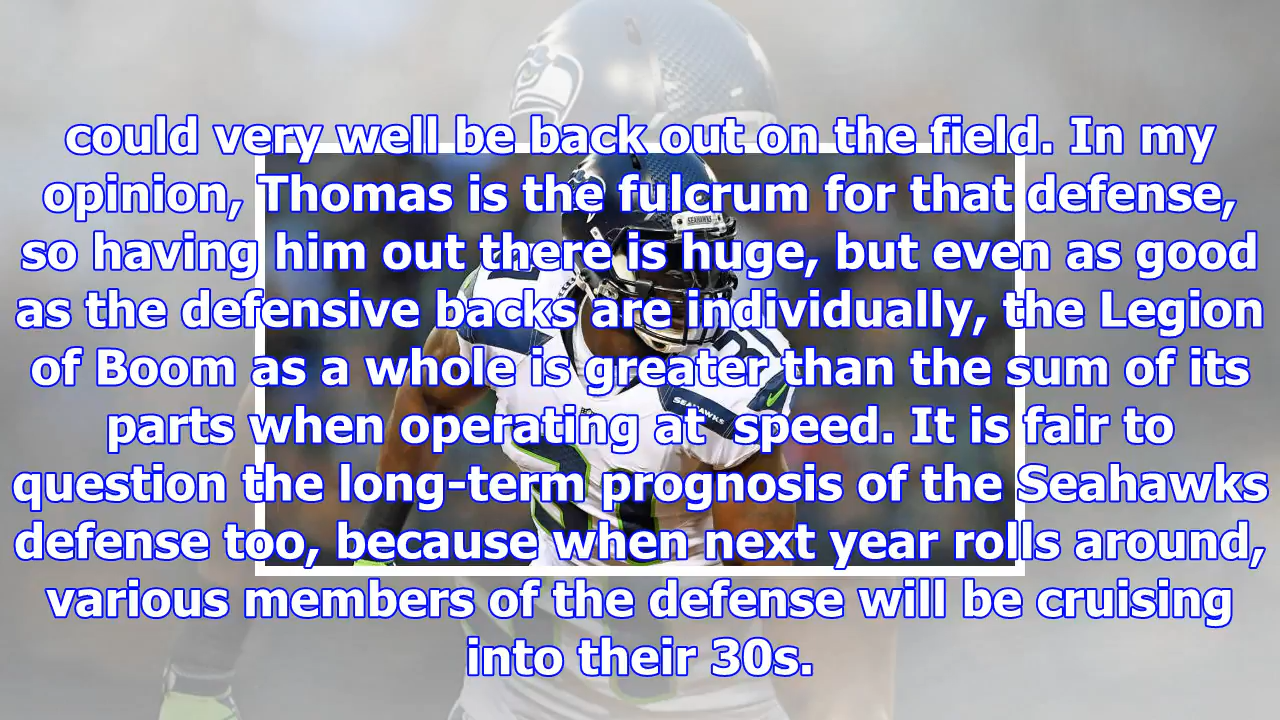 could very well be back out on the field. In my
opinion, Thomas is the fulcrum for that defense,
so having him out there is huge, but even as good
as the defensive backs are individually, the Legion
of Boom as a whole is greater than the sum of its
parts when operating at  speed. It is fair to
question the long-term prognosis of the Seahawks
defense too, because when next year rolls around,
various members of the defense will be cruising
into their 30s.
SEAHAWKS
SEAHAWKS